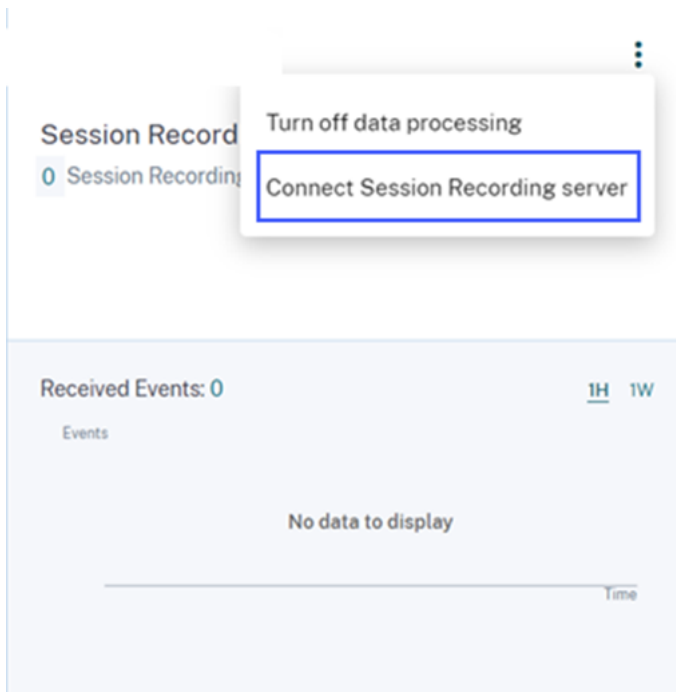 Turn off data processing
Session Record
0 Session Recording
Connect Session Recording server
Received Events: 0
1H 1W
Events
No data to display
Time